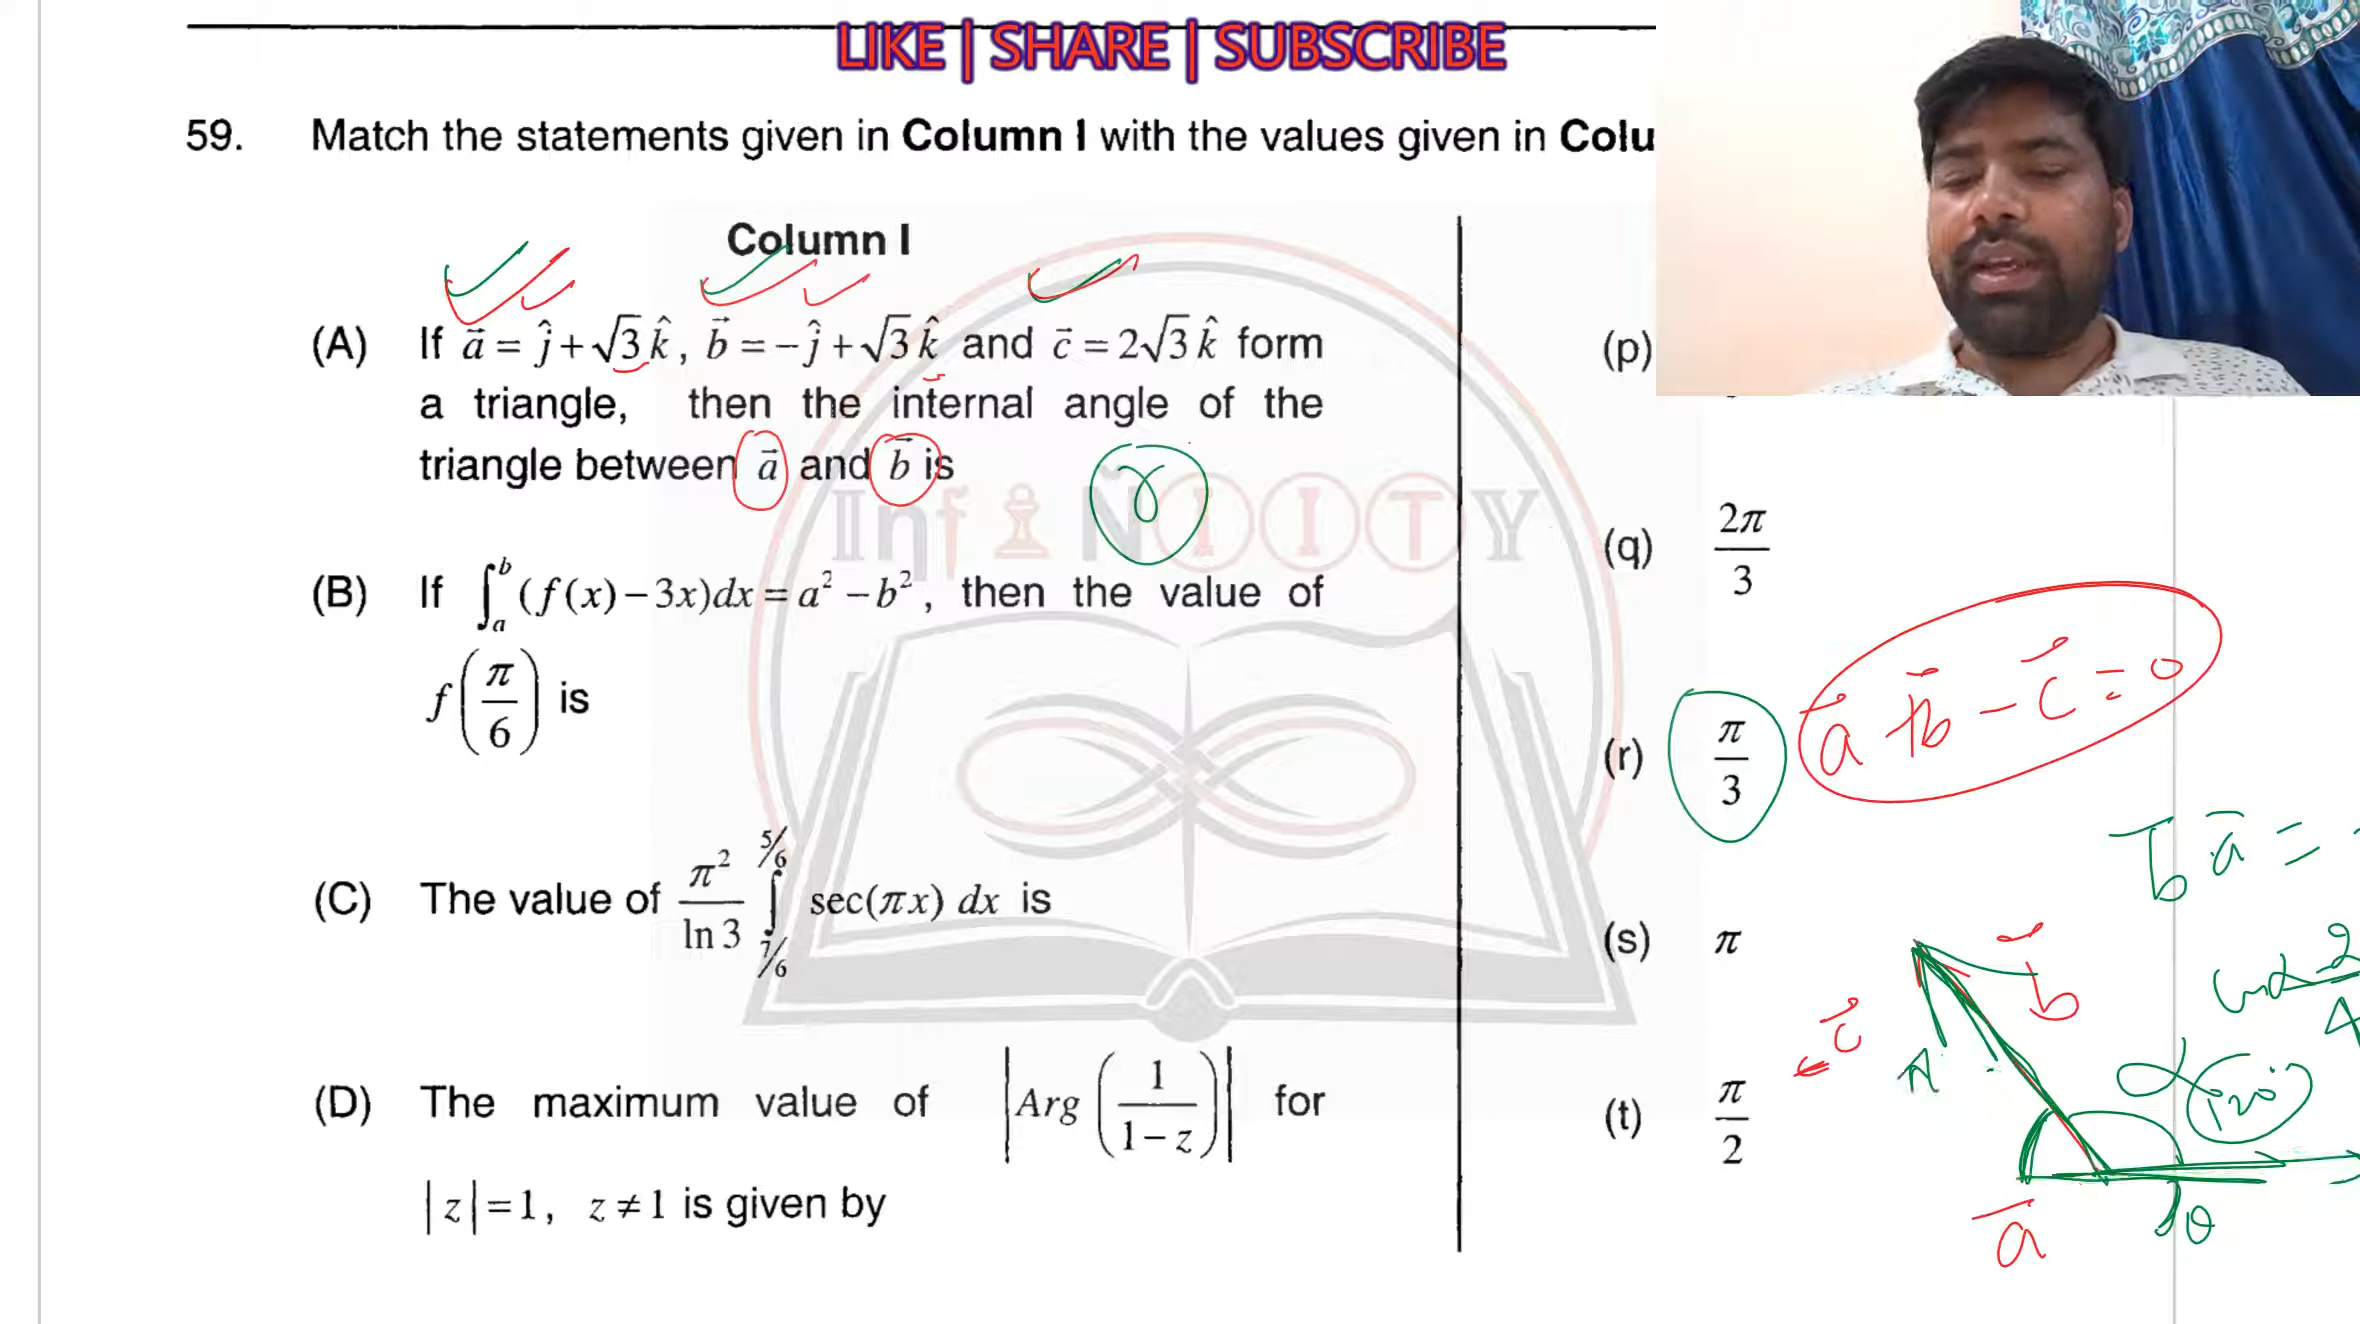 LIKE | SHARE | SUBSCRIBE
59. Match the statements given in Column I with the values given in Colu
Column I
(A) If a⃗ = ĵ + √3 k̂, b⃗ = −ĵ + √3 k̂ and c⃗ = 2√3 k̂ form
a triangle, then the internal angle of the
triangle between a⃗ and b⃗ is
γ
(B) If ∫_a^b (f(x) − 3x)dx = a² − b², then the value of
f(π/6) is
(C) The value of π²/ln 3 ∫_{7/6}^{5/6} sec(πx) dx is
(D) The maximum value of |Arg(1/(1−z))| for
|z| = 1, z ≠ 1 is given by
InfiNIITY
(p)
(q) 2π/3
(r) π/3
a⃗ + b⃗ − c⃗ = 0
b a =
(s) π
b⃗
c⃗
A
α
120°
(t) π/2
a
θ